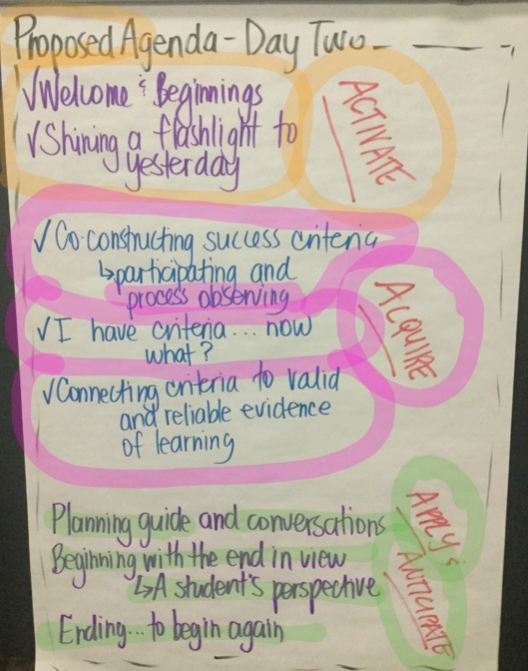 Proposed Agenda - Day Two -
✓Welcome & Beginnings
✓Shining a flashlight to
yesterday
ACTIVATE
✓Co-constructing success criteria
↳participating and
process observing
✓I have criteria... now
what?
✓Connecting criteria to valid
and reliable evidence
of learning
ACQUIRE
Planning guide and conversations
Beginning with the end in view
↳A student's perspective
Ending... to begin again
APPLY &
ANTICIPATE